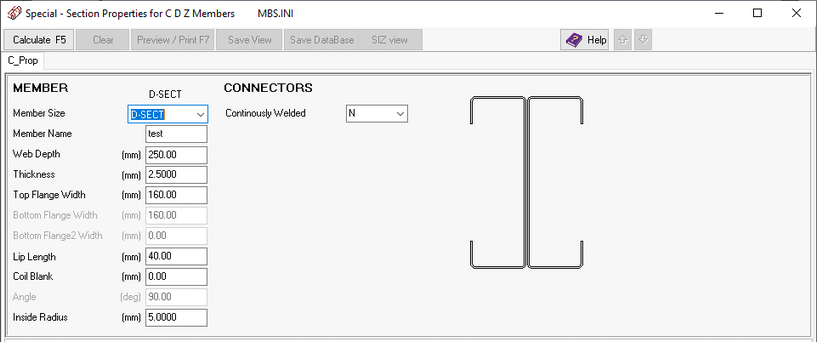 Special - Section Properties for C D Z Members MBS.INI
Calculate F5 Clear Preview / Print F7 Save View Save DataBase SIZ view Help
C_Prop
MEMBER CONNECTORS
D-SECT
Member Size D-SECT Continously Welded N
Member Name test
Web Depth (mm) 250.00
Thickness (mm) 2.5000
Top Flange Width (mm) 160.00
Bottom Flange Width (mm) 160.00
Bottom Flange2 Width (mm) 0.00
Lip Length (mm) 40.00
Coil Blank (mm) 0.00
Angle (deg) 90.00
Inside Radius (mm) 5.0000